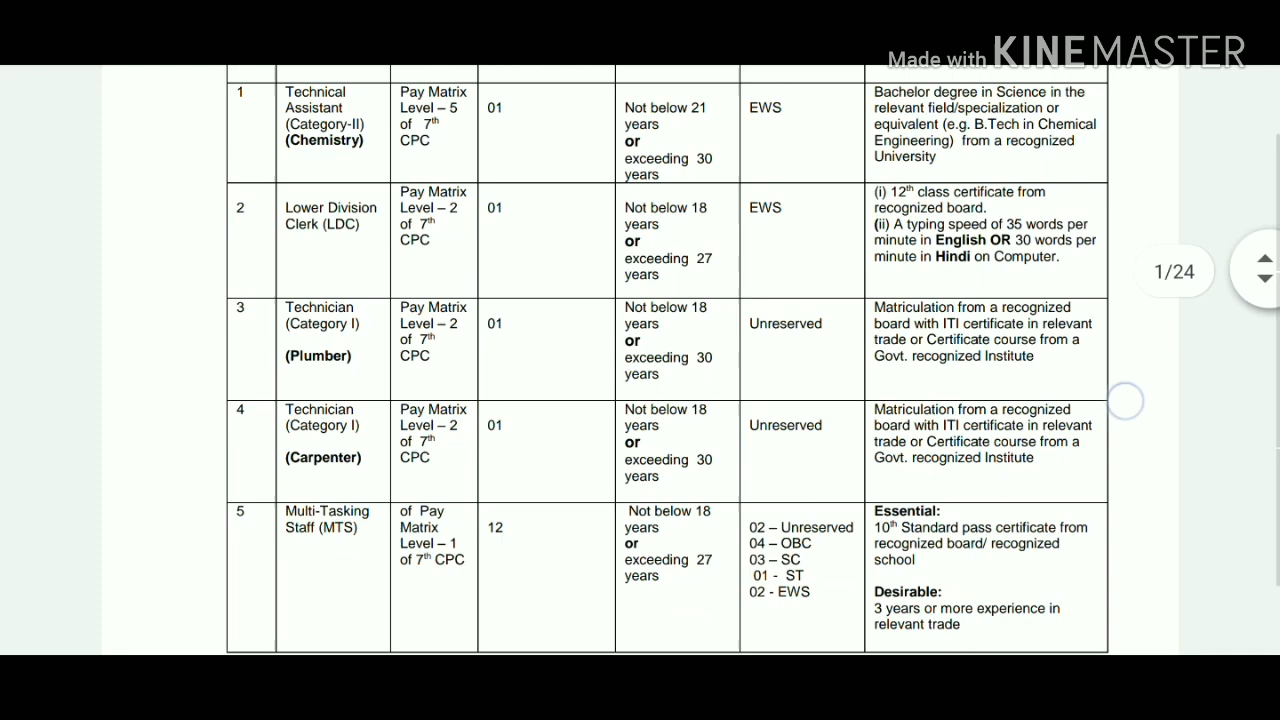 Made with KINEMASTER
1
Technical
Assistant
(Category-II)
(Chemistry)
Pay Matrix
Level – 5
of 7th
CPC
01
Not below 21
years
or
exceeding 30
years
EWS
Bachelor degree in Science in the
relevant field/specialization or
equivalent (e.g. B.Tech in Chemical
Engineering) from a recognized
University
2
Lower Division
Clerk (LDC)
Pay Matrix
Level – 2
of 7th
CPC
01
Not below 18
years
or
exceeding 27
years
EWS
(i) 12th class certificate from
recognized board.
(ii) A typing speed of 35 words per
minute in English OR 30 words per
minute in Hindi on Computer.
1/24
3
Technician
(Category I)
(Plumber)
Pay Matrix
Level – 2
of 7th
CPC
01
Not below 18
years
or
exceeding 30
years
Unreserved
Matriculation from a recognized
board with ITI certificate in relevant
trade or Certificate course from a
Govt. recognized Institute
4
Technician
(Category I)
(Carpenter)
Pay Matrix
Level – 2
of 7th
CPC
01
Not below 18
years
or
exceeding 30
years
Unreserved
Matriculation from a recognized
board with ITI certificate in relevant
trade or Certificate course from a
Govt. recognized Institute
5
Multi-Tasking
Staff (MTS)
of Pay
Matrix
Level – 1
of 7th CPC
12
Not below 18
years
or
exceeding 27
years
02 – Unreserved
04 – OBC
03 – SC
01 - ST
02 - EWS
Essential:
10th Standard pass certificate from
recognized board/ recognized
school
Desirable:
3 years or more experience in
relevant trade